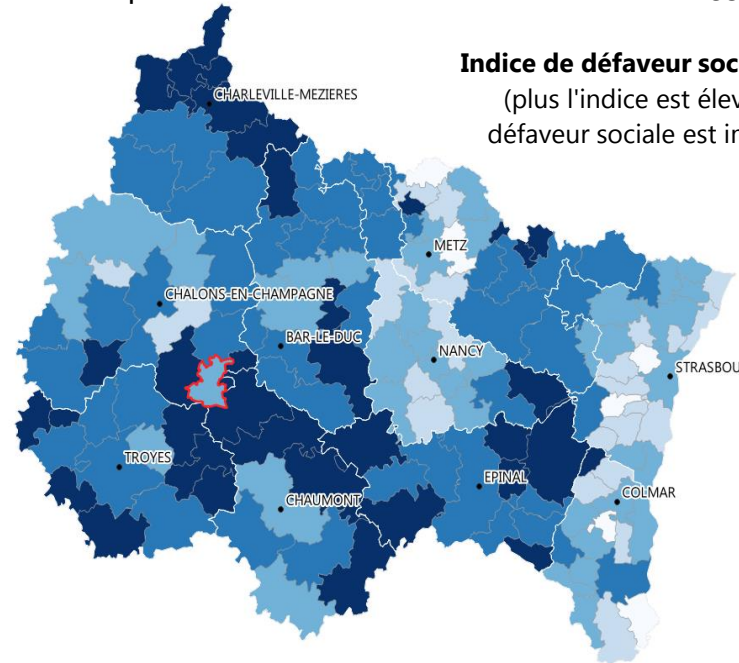 Indice de défaveur soc
(plus l'indice est élev
défaveur sociale est in
CHARLEVILLE-MEZIERES
METZ
CHALONS-EN-CHAMPAGNE
BAR-LE-DUC
NANCY
STRASBOU
TROYES
EPINAL
CHAUMONT
COLMAR